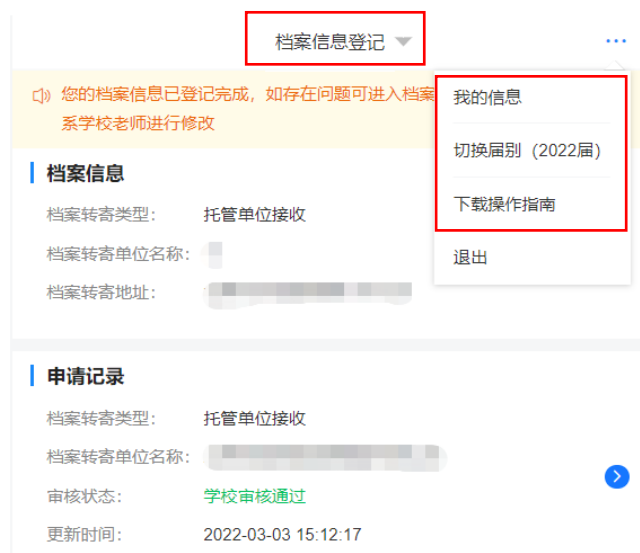 档案信息登记
您的档案信息已登记完成，如存在问题可进入档案
系学校老师进行修改
我的信息
切换届别（2022届）
下载操作指南
退出
档案信息
档案转寄类型： 托管单位接收
档案转寄单位名称：
档案转寄地址：
申请记录
档案转寄类型： 托管单位接收
档案转寄单位名称：
审核状态： 学校审核通过
更新时间： 2022-03-03 15:12:17